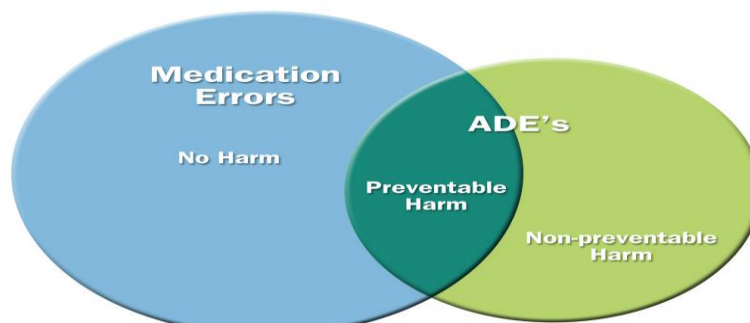 Medication
Errors
No Harm
ADE's
Preventable
Harm
Non-preventable
Harm